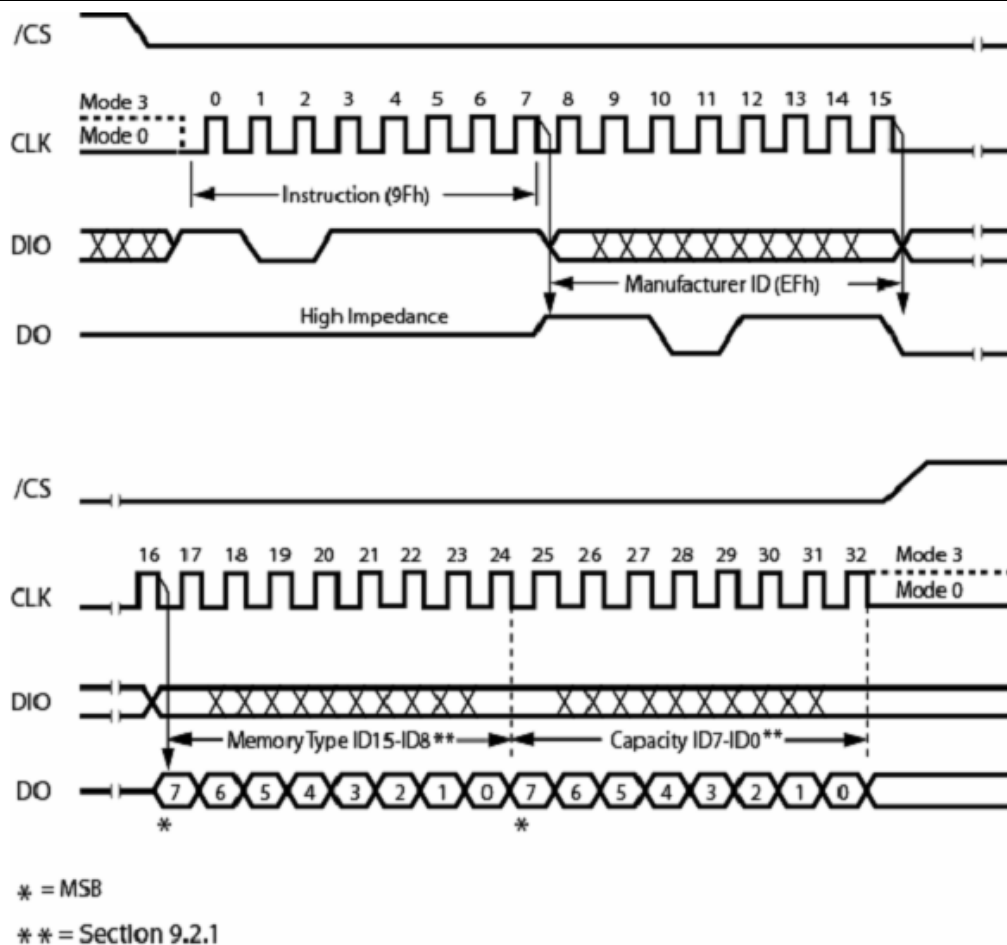 /CS
Mode 3
0 1 2 3 4 5 6 7 8 9 10 11 12 13 14 15
CLK
Mode 0
Instruction (9Fh)
DIO
Manufacturer ID (EFh)
High Impedance
DO
/CS
16 17 18 19 20 21 22 23 24 25 26 27 28 29 30 31 32
Mode 3
CLK
Mode 0
DIO
Memory Type ID15-ID8**
Capacity ID7-ID0**
DO
7 6 5 4 3 2 1 0 7 6 5 4 3 2 1 0
* *
* = MSB
** = Section 9.2.1